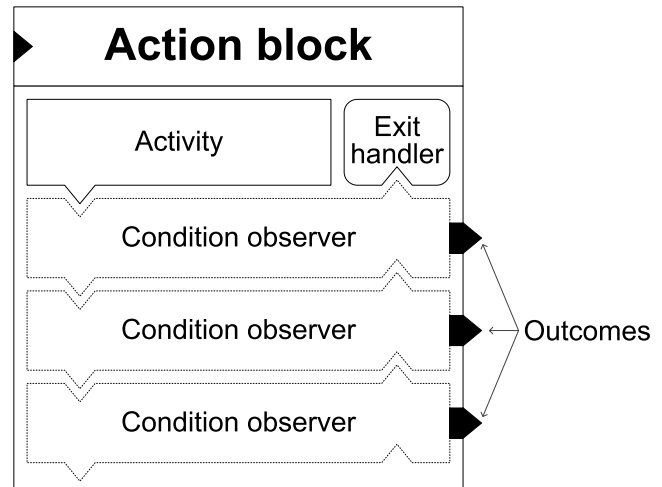 Action block
Activity
Exit
handler
Condition observer
Condition observer
Outcomes
Condition observer